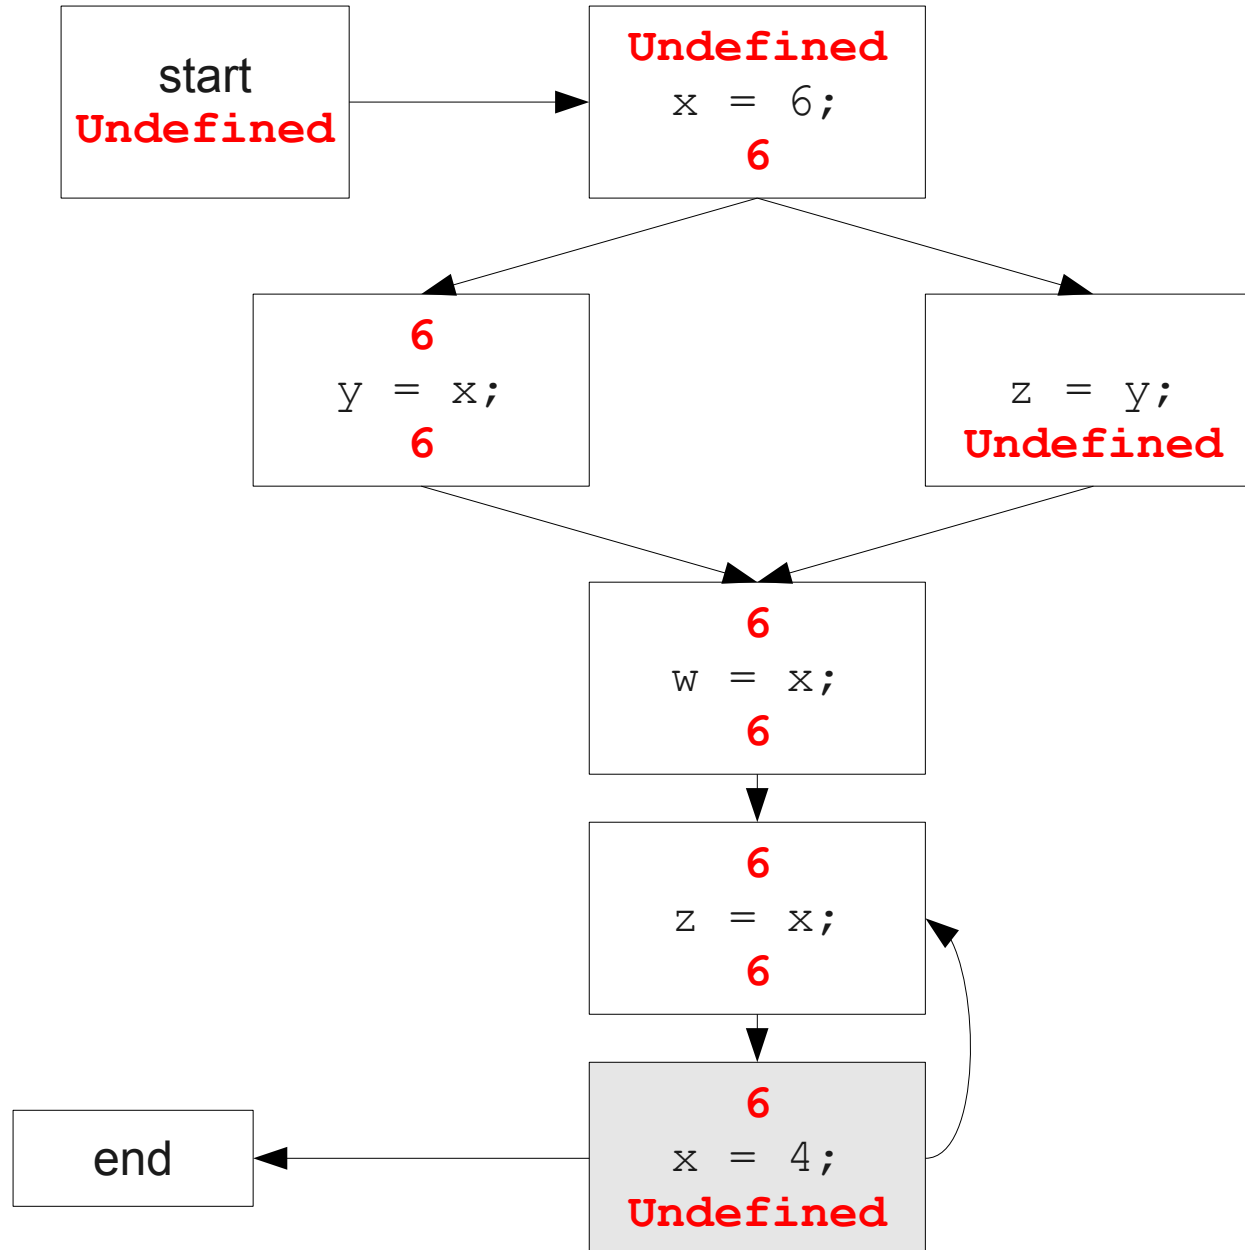 start
Undefined
Undefined
x = 6;
6
6
y = x;
6
z = y;
Undefined
6
w = x;
6
6
z = x;
6
6
x = 4;
Undefined
end